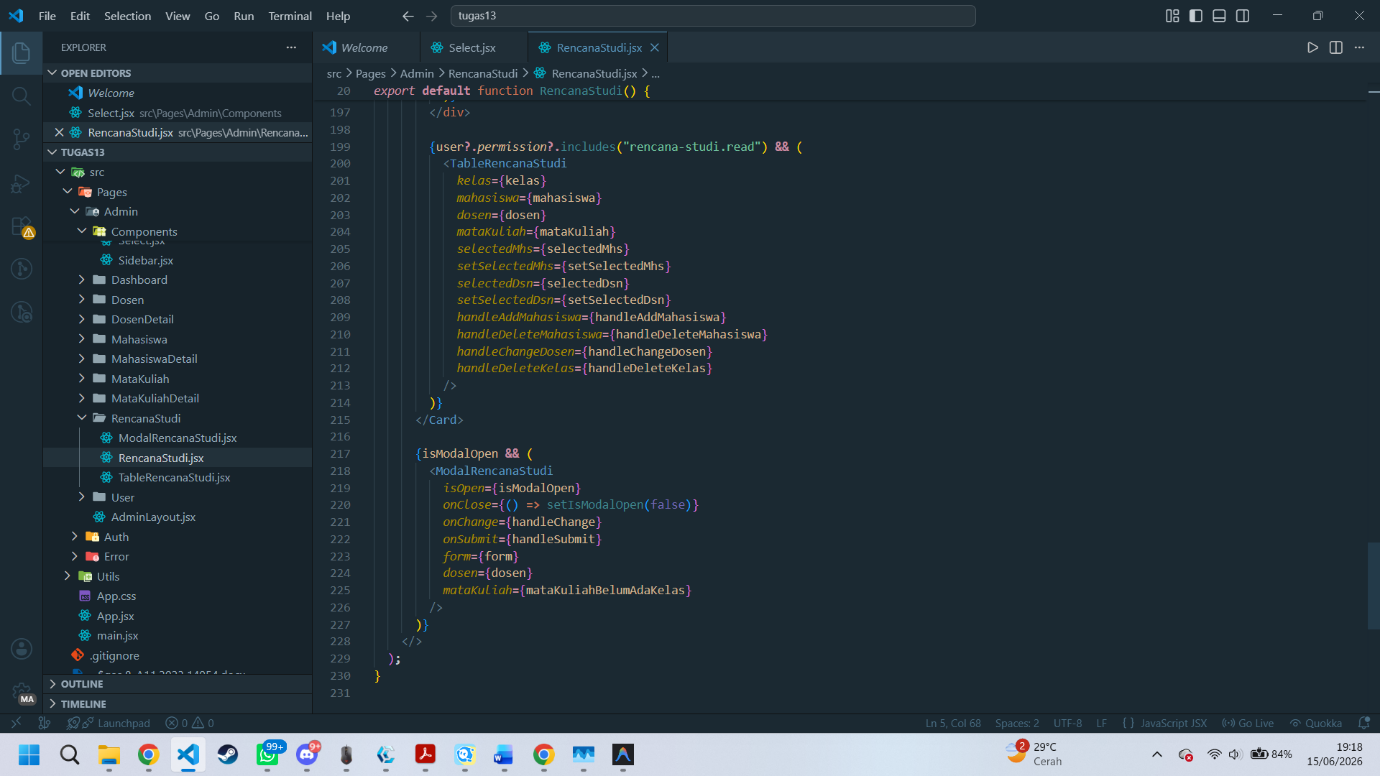 File Edit Selection View Go Run Terminal Help
tugas13
EXPLORER
OPEN EDITORS
Welcome
Select.jsx src\Pages\Admin\Components
RencanaStudi.jsx src\Pages\Admin\Rencana...
TUGAS13
src
Pages
Admin
Components
Select.jsx
Sidebar.jsx
Dashboard
Dosen
DosenDetail
Mahasiswa
MahasiswaDetail
MataKuliah
MataKuliahDetail
RencanaStudi
ModalRencanaStudi.jsx
RencanaStudi.jsx
TableRencanaStudi.jsx
User
AdminLayout.jsx
Auth
Error
Utils
App.css
App.jsx
main.jsx
.gitignore
OUTLINE
TIMELINE
MA
Welcome Select.jsx RencanaStudi.jsx
src > Pages > Admin > RencanaStudi > RencanaStudi.jsx > ...
20 export default function RencanaStudi() {
197 </div>
198
199 {user?.permission?.includes("rencana-studi.read") && (
200 <TableRencanaStudi
201 kelas={kelas}
202 mahasiswa={mahasiswa}
203 dosen={dosen}
204 mataKuliah={mataKuliah}
205 selectedMhs={selectedMhs}
206 setSelectedMhs={setSelectedMhs}
207 selectedDsn={selectedDsn}
208 setSelectedDsn={setSelectedDsn}
209 handleAddMahasiswa={handleAddMahasiswa}
210 handleDeleteMahasiswa={handleDeleteMahasiswa}
211 handleChangeDosen={handleChangeDosen}
212 handleDeleteKelas={handleDeleteKelas}
213 />
214 )}
215 </Card>
216
217 {isModalOpen && (
218 <ModalRencanaStudi
219 isOpen={isModalOpen}
220 onClose={() => setIsModalOpen(false)}
221 onChange={handleChange}
222 onSubmit={handleSubmit}
223 form={form}
224 dosen={dosen}
225 mataKuliah={mataKuliahBelumAdaKelas}
226 />
227 )}
228 </>
229 );
230 }
231
Launchpad 0 0 Ln 5, Col 68 Spaces: 2 UTF-8 LF {} JavaScript JSX Go Live Quokka
99+ 9+ 2 29°C Cerah 84% 19:18 15/06/2026